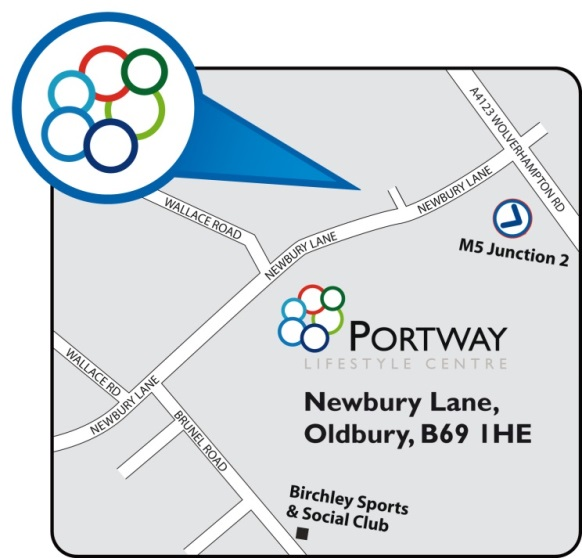 A4123 WOLVERHAMPTON RD
NEWBURY LANE
WALLACE ROAD
M5 Junction 2
NEWBURY LANE
PORTWAY
LIFESTYLE CENTRE
WALLACE RD
NEWBURY LANE
Newbury Lane,
Oldbury, B69 1HE
BRUNEL ROAD
Birchley Sports
& Social Club